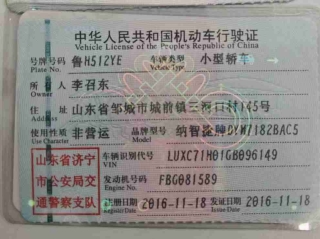 中华人民共和国机动车行驶证
Vehicle License of the People's Republic of China
号牌号码 鲁H512YE 车辆类型 小型轿车
Plate No. Vehicle Type
所有人 李召东
Owner
住址 山东省邹城市城前镇三河口村145号
Address
使用性质 非营运 品牌型号 纳智捷牌DYM7182BAC5
Use Character Model
山东省济宁
市公安局交
通警察支队
车辆识别代号 LUXC71H01GB096149
VIN
发动机号码 FBG081589
Engine No.
注册日期 2016-11-18 发证日期 2016-11-18
Register Date Issue Date